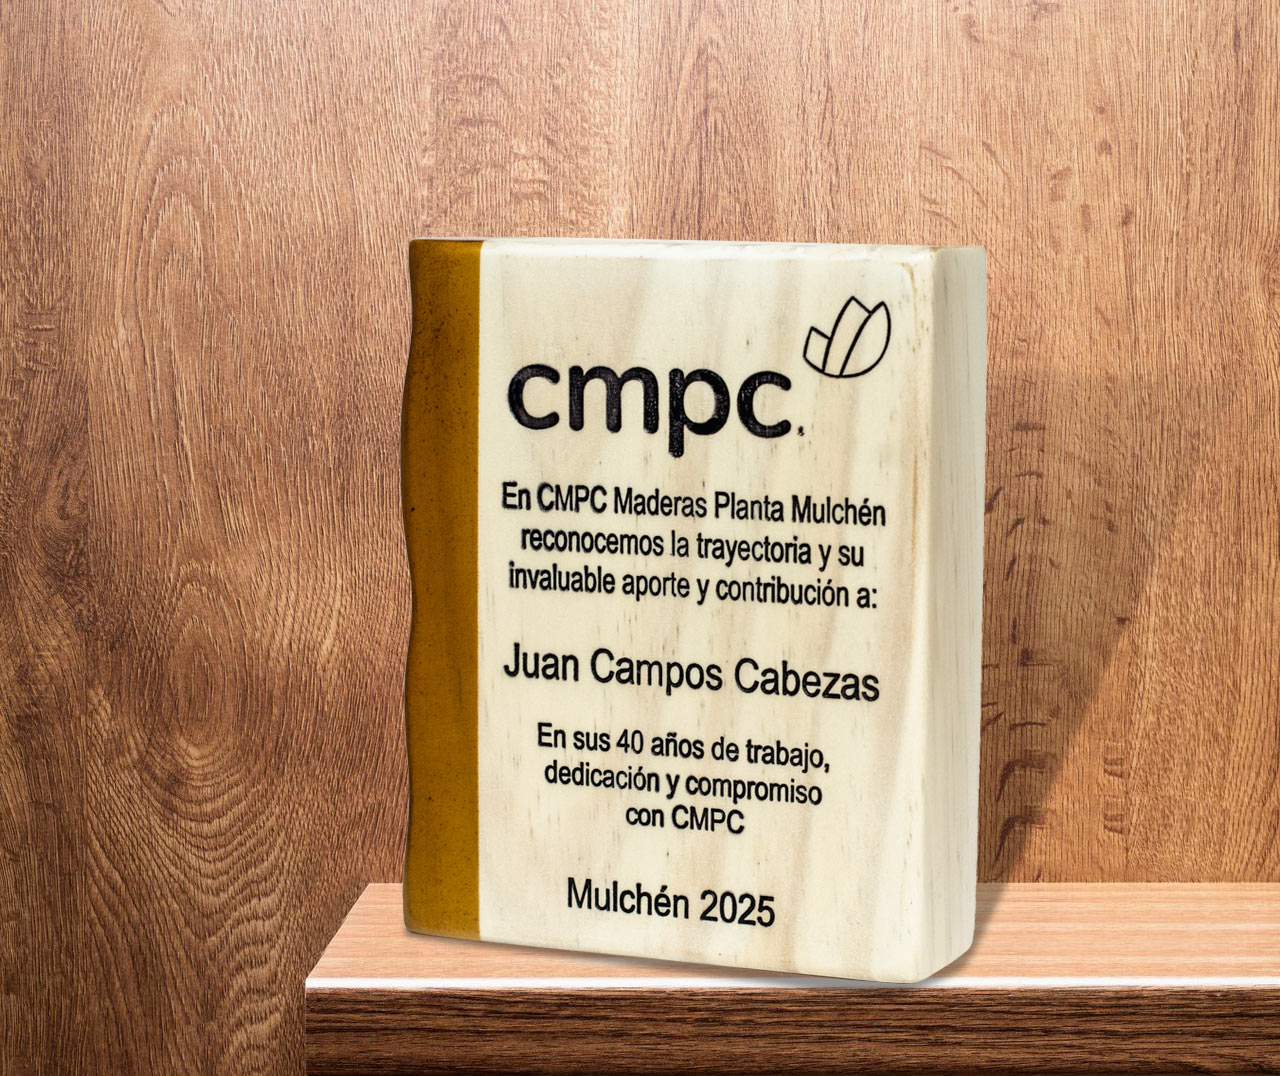 cmpc.
En CMPC Maderas Planta Mulchén
reconocemos la trayectoria y su
invaluable aporte y contribución a:
Juan Campos Cabezas
En sus 40 años de trabajo,
dedicación y compromiso
con CMPC
Mulchén 2025